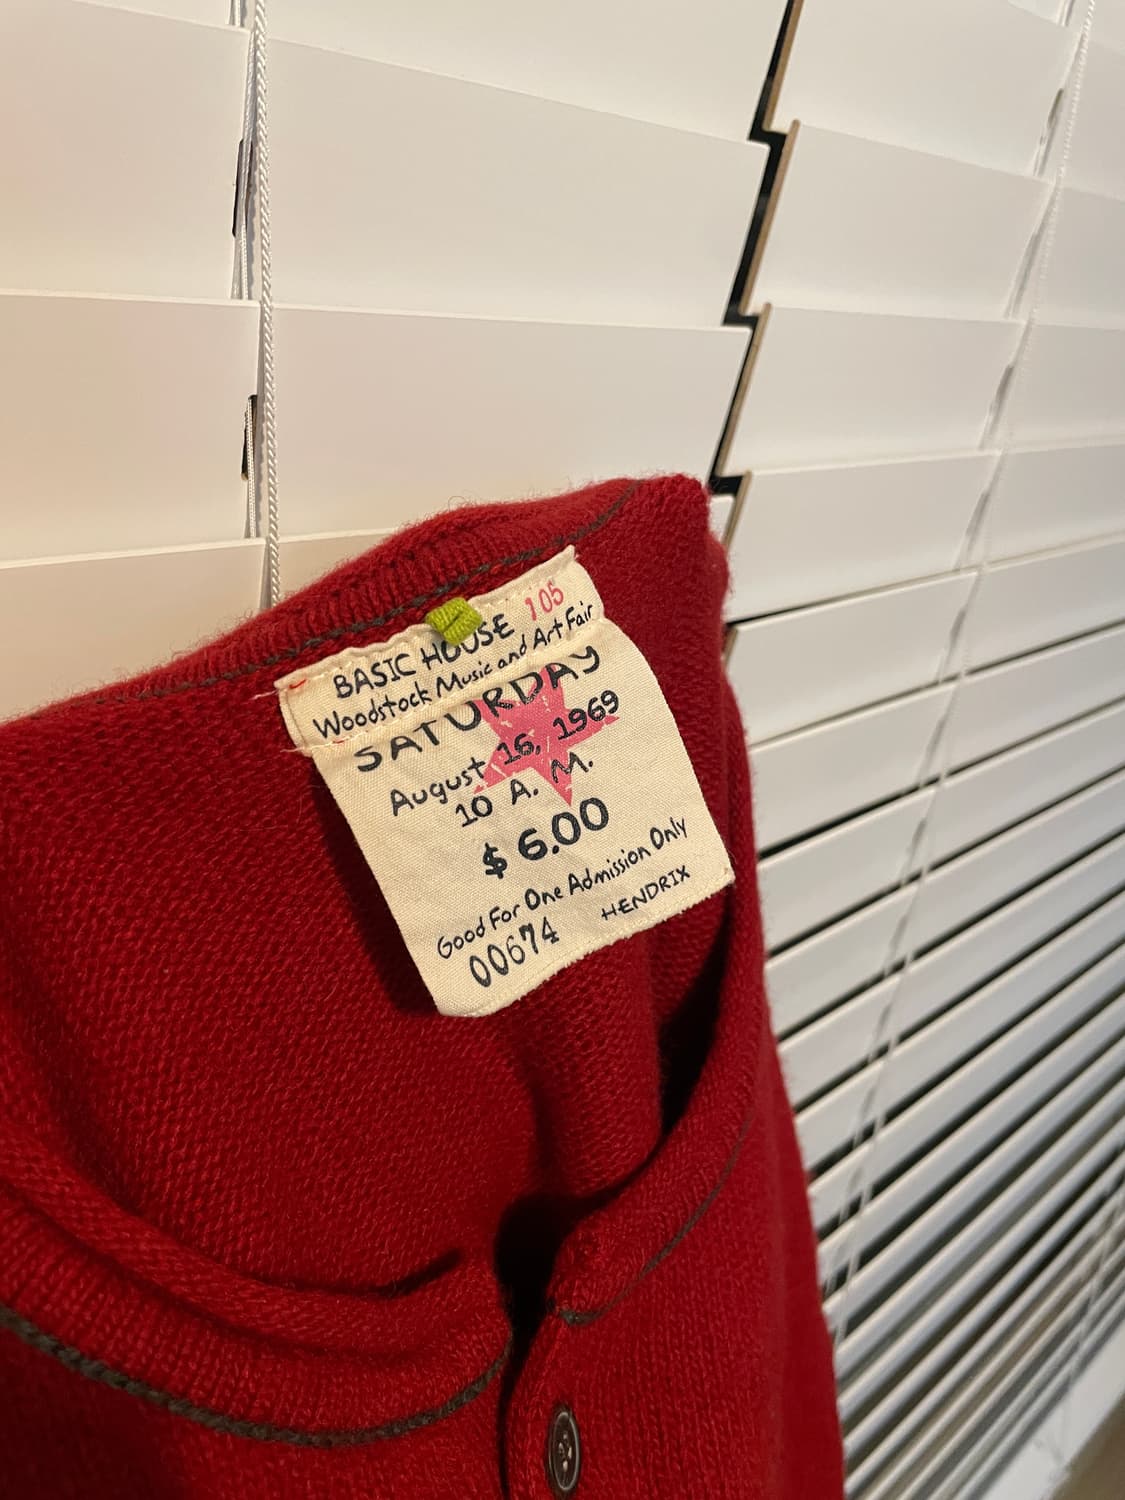 BASIC HOUSE 105
Woodstock Music and Art Fair
SATURDAY
August 16, 1969
10 A. M.
$ 6.00
Good For One Admission Only
00674 HENDRIX